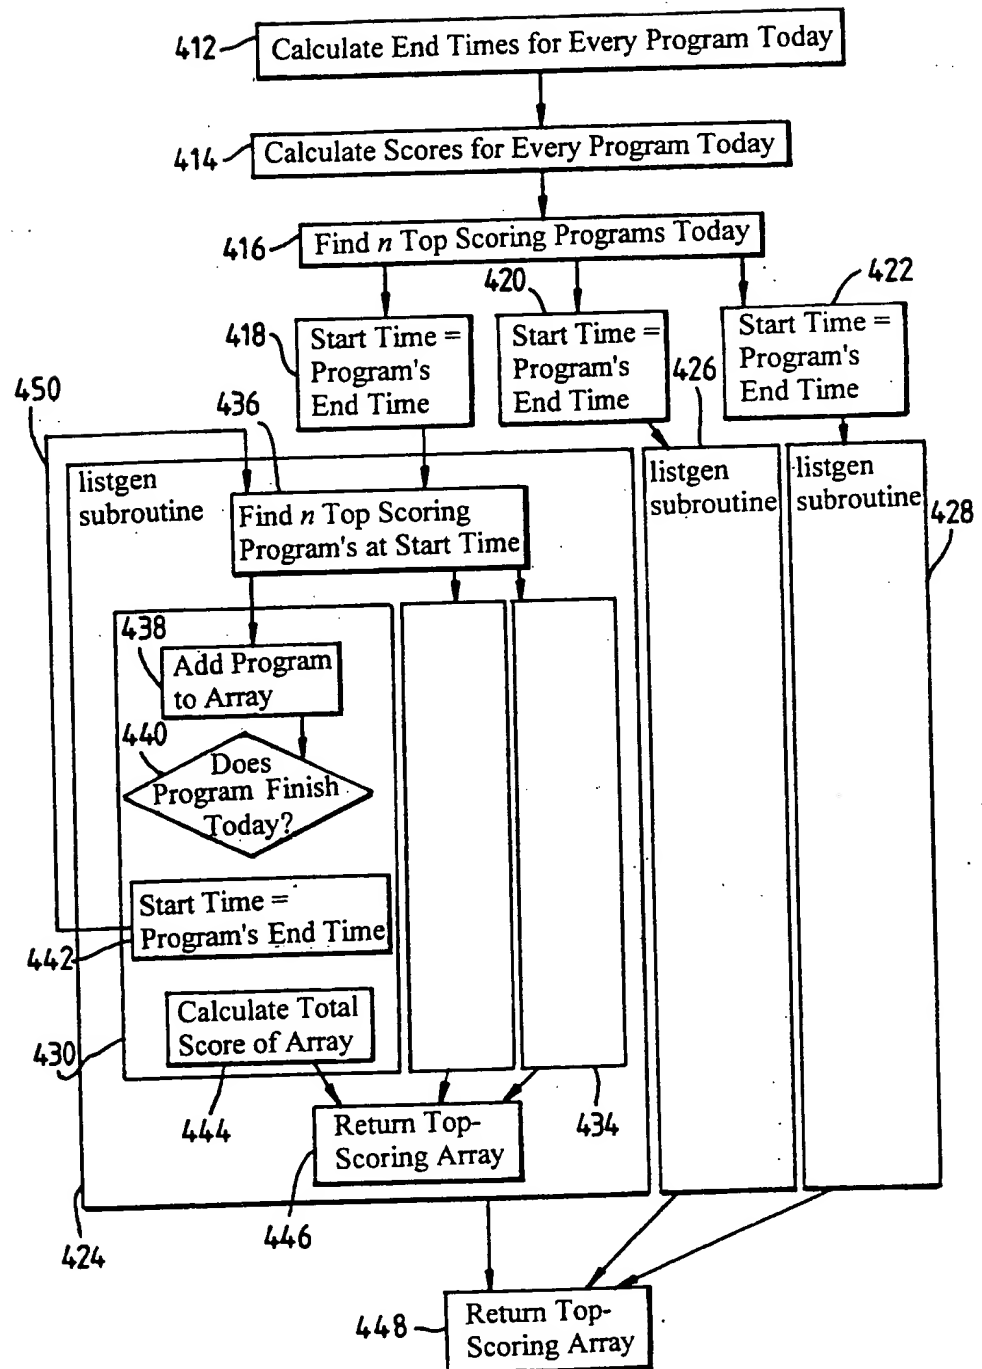 412
Calculate End Times for Every Program Today
414
Calculate Scores for Every Program Today
416
Find n Top Scoring Programs Today
418
Start Time =
Program's
End Time
420
Start Time =
Program's
End Time
422
Start Time =
Program's
End Time
450
436
426
listgen
subroutine
Find n Top Scoring
Program's at Start Time
listgen
subroutine
listgen
subroutine
428
438
Add Program
to Array
440
Does
Program Finish
Today?
Start Time =
Program's End Time
442
Calculate Total
Score of Array
430
444
434
Return Top-
Scoring Array
446
424
448
Return Top-
Scoring Array